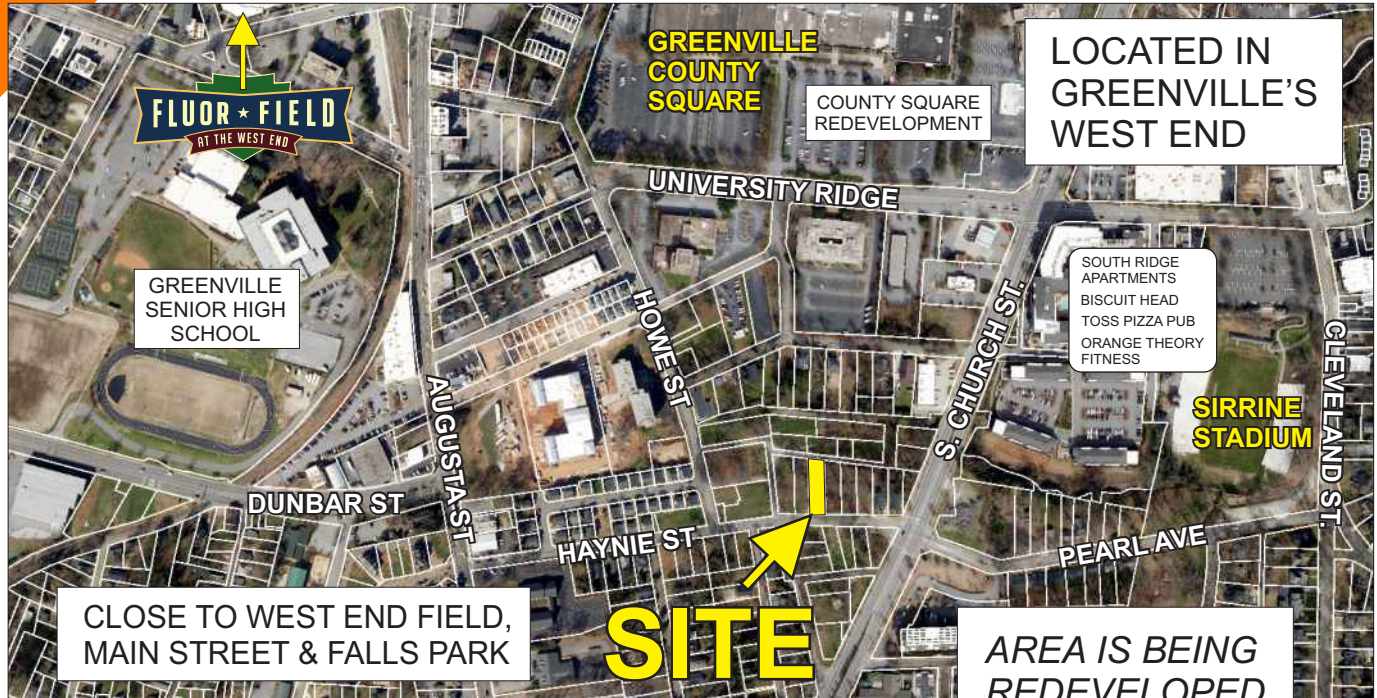 FLUOR ★ FIELD
AT THE WEST END
GREENVILLE
COUNTY
SQUARE
COUNTY SQUARE
REDEVELOPMENT
LOCATED IN
GREENVILLE'S
WEST END
UNIVERSITY RIDGE
GREENVILLE
SENIOR HIGH
SCHOOL
HOWE ST
S. CHURCH ST.
SOUTH RIDGE
APARTMENTS
BISCUIT HEAD
TOSS PIZZA PUB
ORANGE THEORY
FITNESS
CLEVELAND ST.
AUGUSTA ST
SIRRINE
STADIUM
DUNBAR ST
HAYNIE ST
PEARL AVE
CLOSE TO WEST END FIELD,
MAIN STREET & FALLS PARK
SITE
AREA IS BEING
REDEVELOPED